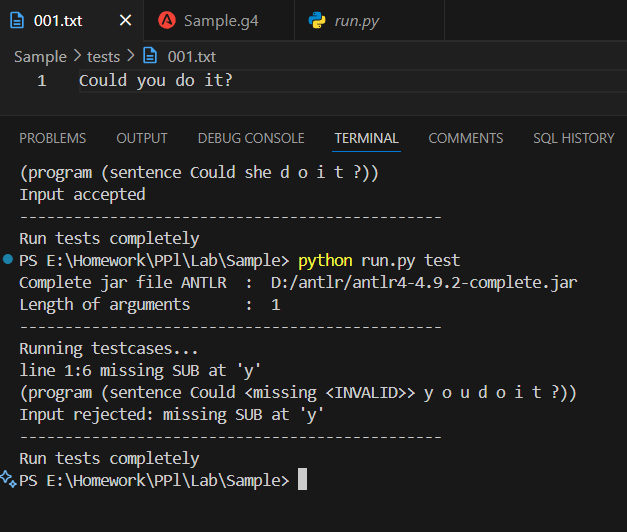 001.txt × Sample.g4 run.py
Sample > tests > 001.txt
1 Could you do it?
PROBLEMS OUTPUT DEBUG CONSOLE TERMINAL COMMENTS SQL HISTORY
(program (sentence Could she d o i t ?))
Input accepted
-------------------------------------------
Run tests completely
PS E:\Homework\PPl\Lab\Sample> python run.py test
Complete jar file ANTLR  :  D:/antlr/antlr4-4.9.2-complete.jar
Length of arguments      :  1
-------------------------------------------
Running testcases...
line 1:6 missing SUB at 'y'
(program (sentence Could <missing <INVALID>> y o u d o i t ?))
Input rejected: missing SUB at 'y'
-------------------------------------------
Run tests completely
PS E:\Homework\PPl\Lab\Sample>